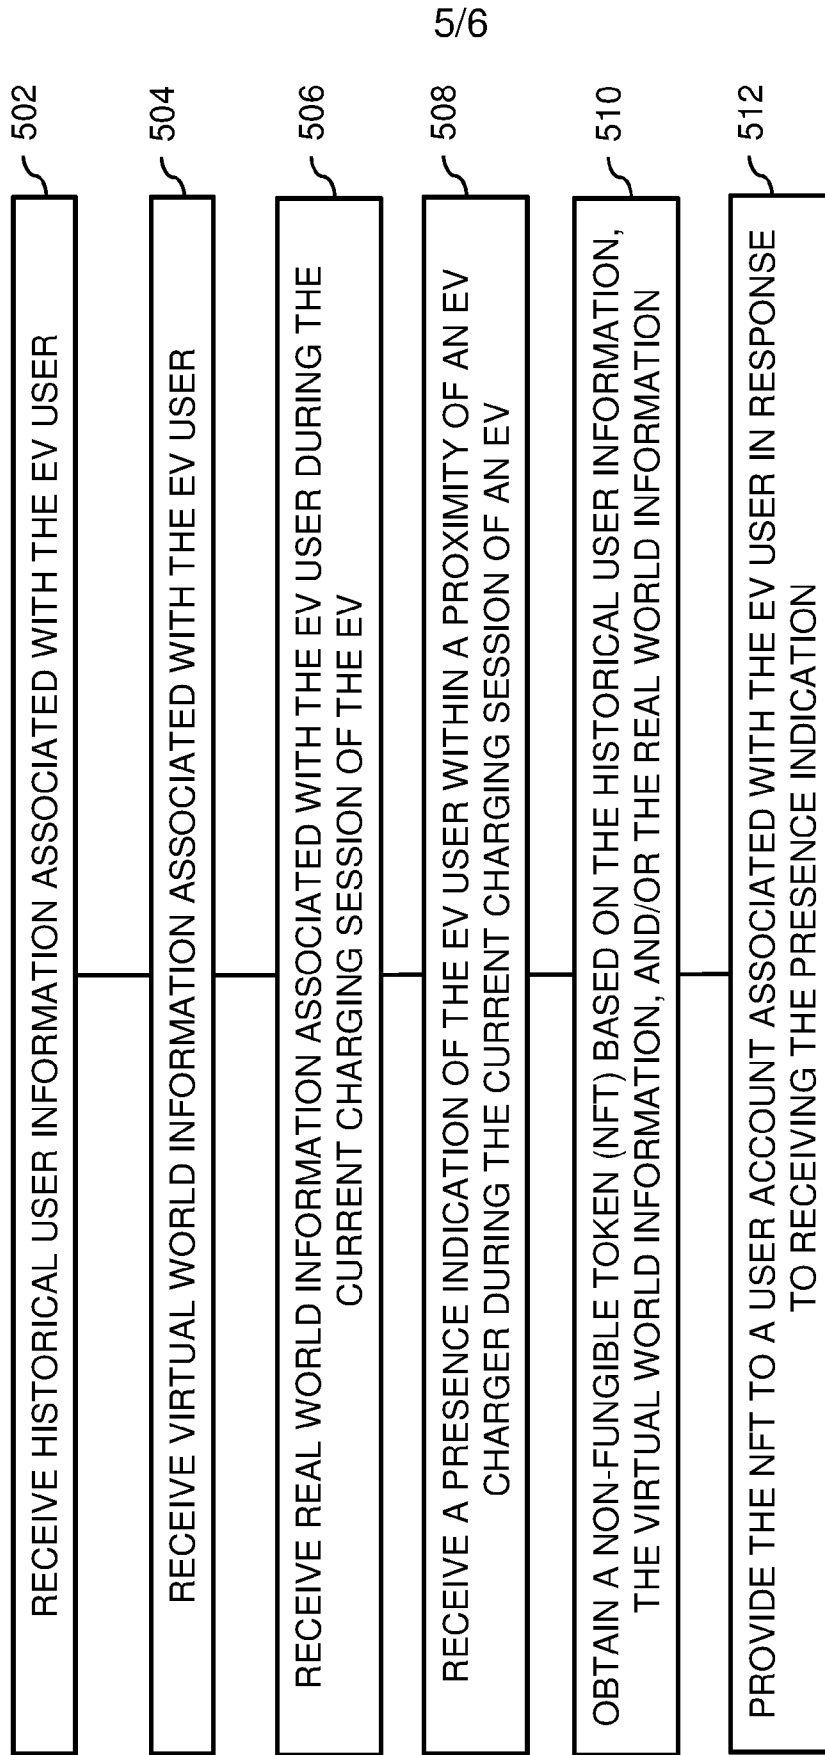 5/6
RECEIVE HISTORICAL USER INFORMATION ASSOCIATED WITH THE EV USER
502
RECEIVE VIRTUAL WORLD INFORMATION ASSOCIATED WITH THE EV USER
504
RECEIVE REAL WORLD INFORMATION ASSOCIATED WITH THE EV USER DURING THE
CURRENT CHARGING SESSION OF THE EV
506
RECEIVE A PRESENCE INDICATION OF THE EV USER WITHIN A PROXIMITY OF AN EV
CHARGER DURING THE CURRENT CHARGING SESSION OF AN EV
508
OBTAIN A NON-FUNGIBLE TOKEN (NFT) BASED ON THE HISTORICAL USER INFORMATION,
THE VIRTUAL WORLD INFORMATION, AND/OR THE REAL WORLD INFORMATION
510
PROVIDE THE NFT TO A USER ACCOUNT ASSOCIATED WITH THE EV USER IN RESPONSE
TO RECEIVING THE PRESENCE INDICATION
512